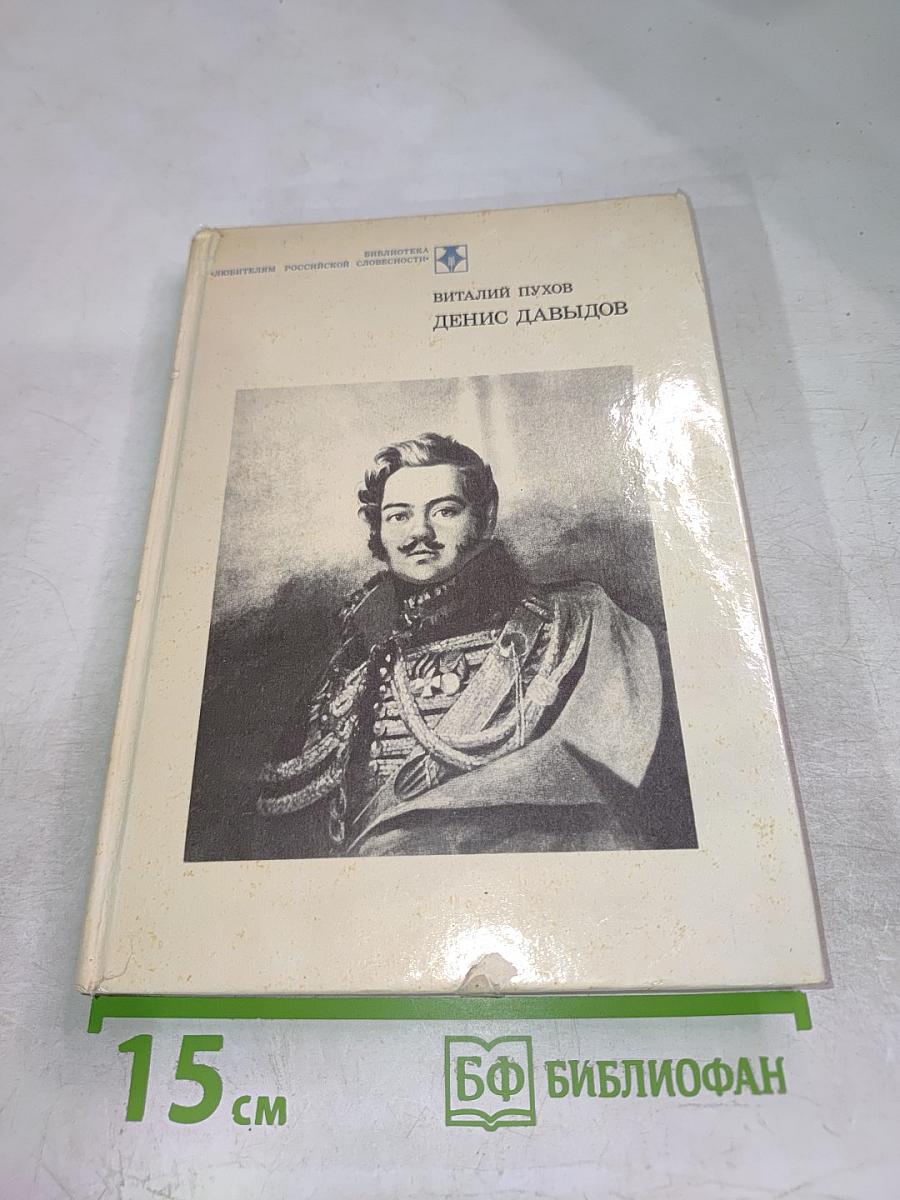 БИБЛИОТЕКА
«ЛЮБИТЕЛЯМ РОССИЙСКОЙ СЛОВЕСНОСТИ»
ВИТАЛИЙ ПУХОВ
ДЕНИС ДАВЫДОВ
15 см
БФ БИБЛИОФАН